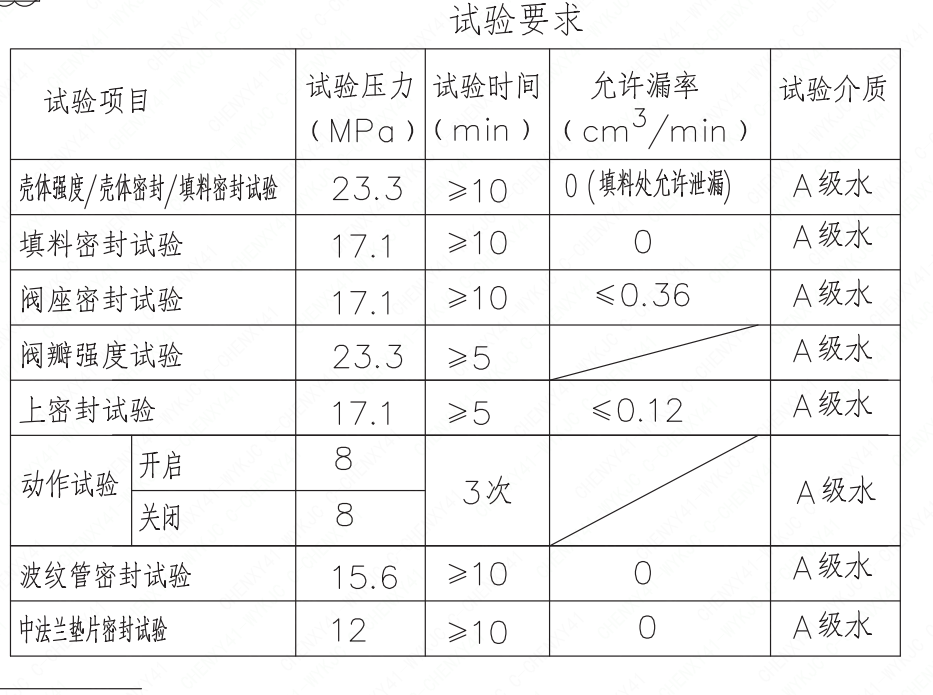 试验要求
试验项目 试验压力（MPa） 试验时间（min） 允许漏率（cm³/min） 试验介质
壳体强度/壳体密封/填料密封试验 23.3 ≥10 0（填料处允许泄漏） A级水
填料密封试验 17.1 ≥10 0 A级水
阀座密封试验 17.1 ≥10 ≤0.36 A级水
阀瓣强度试验 23.3 ≥5 A级水
上密封试验 17.1 ≥5 ≤0.12 A级水
动作试验 开启 8 3次 A级水
关闭 8
波纹管密封试验 15.6 ≥10 0 A级水
中法兰垫片密封试验 12 ≥10 0 A级水